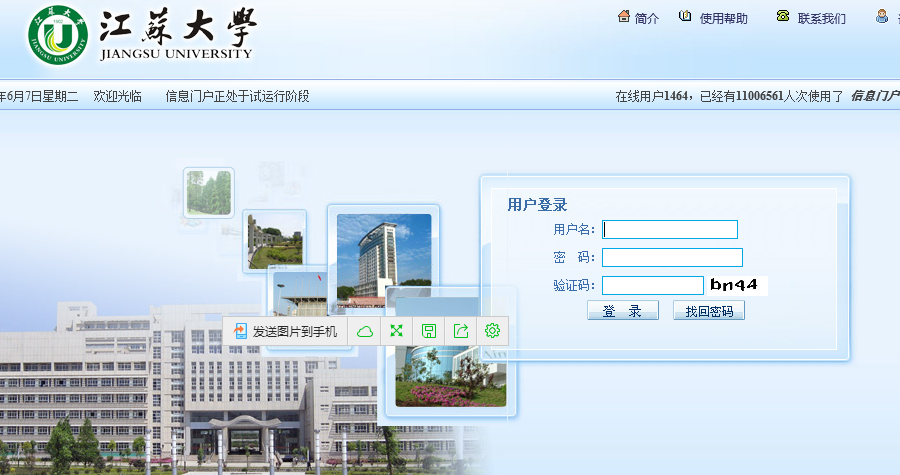 江蘇大學
JIANGSU UNIVERSITY
简介 使用帮助 联系我们
年6月7日星期二 欢迎光临 信息门户正处于试运行阶段 在线用户1464，已经有11006561人次使用了 信息门户
用户登录
用户名：
密 码：
验证码： bn44
登 录 找回密码
发送图片到手机